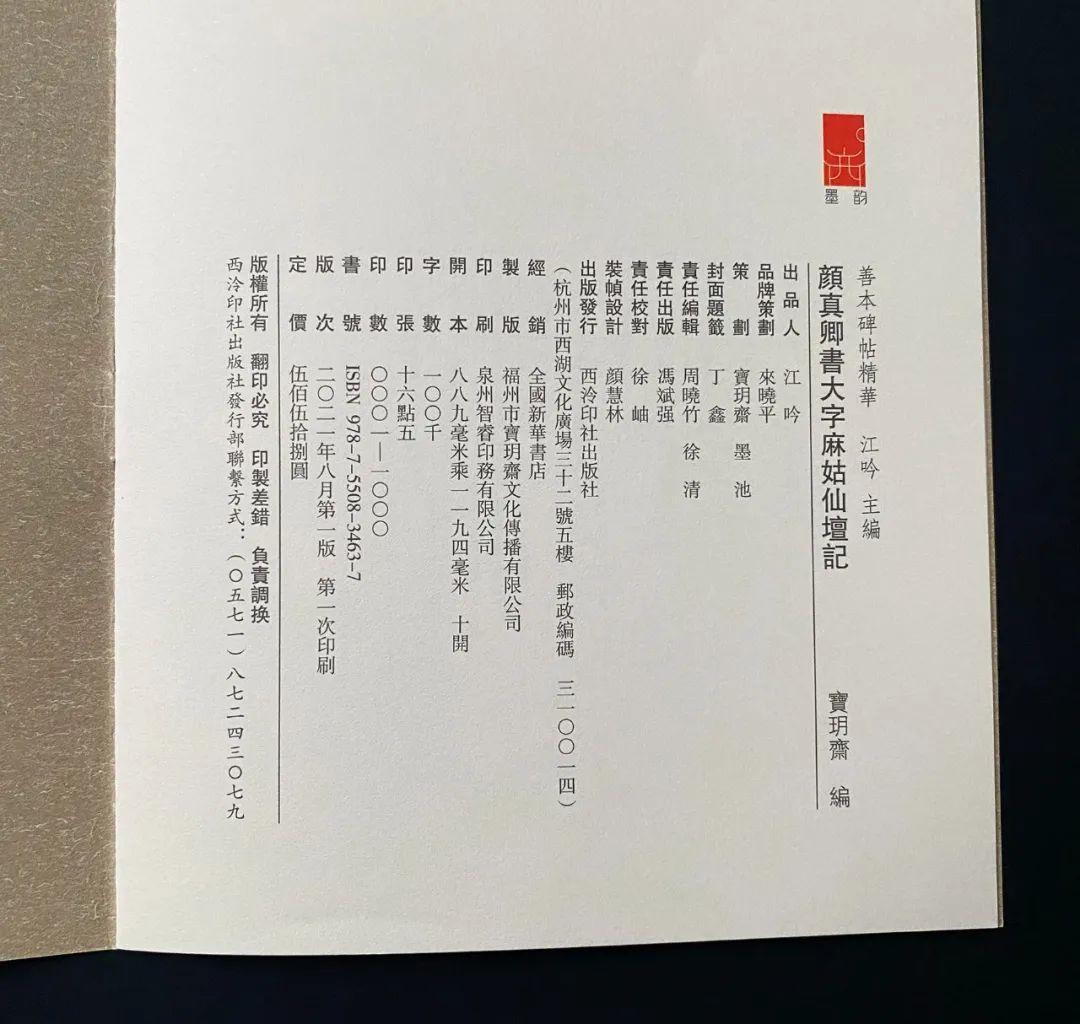 墨韵
善本碑帖精華 江吟 主編
顔真卿書大字麻姑仙壇記 寶玥齋 編
出品人 江吟
品牌策劃 來曉平
策劃 寶玥齋 墨池
封面題籤 丁鑫
責任編輯 周曉竹 徐清
責任出版 馮斌强
責任校對 徐岫
裝幀設計 顔慧林
出版發行 西泠印社出版社
（杭州市西湖文化廣場三十二號五樓 郵政編碼 三一〇〇一四）
經銷 全國新華書店
製版 福州市寶玥齋文化傳播有限公司
印刷 泉州智睿印務有限公司
開本 八八九毫米乘一一九四毫米 十開
字數 一〇〇千
印張 十六點五
印數 〇〇〇一—一〇〇〇
書號 ISBN 978-7-5508-3463-7
版次 二〇二一年八月第一版 第一次印刷
定價 伍佰伍拾捌圓
版權所有 翻印必究 印製差錯 負責調换
西泠印社出版社發行部聯繫方式：（〇五七一）八七二四三〇七九